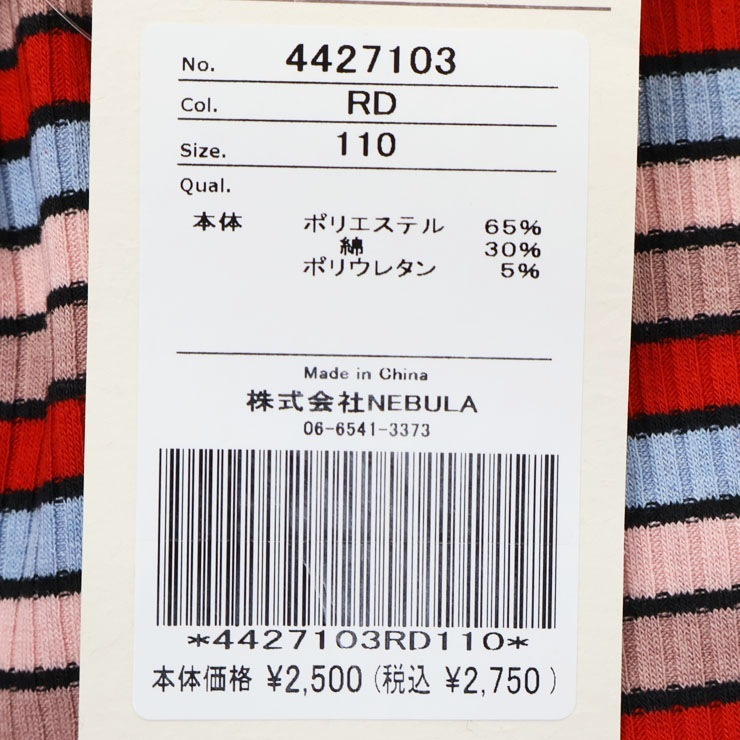 No. 4427103
Col. RD
Size. 110
Qual.
本体 ポリエステル 65%
綿 30%
ポリウレタン 5%
Made in China
株式会社NEBULA
06-6541-3373
*4427103RD110*
本体価格 ¥2,500 (税込 ¥2,750)